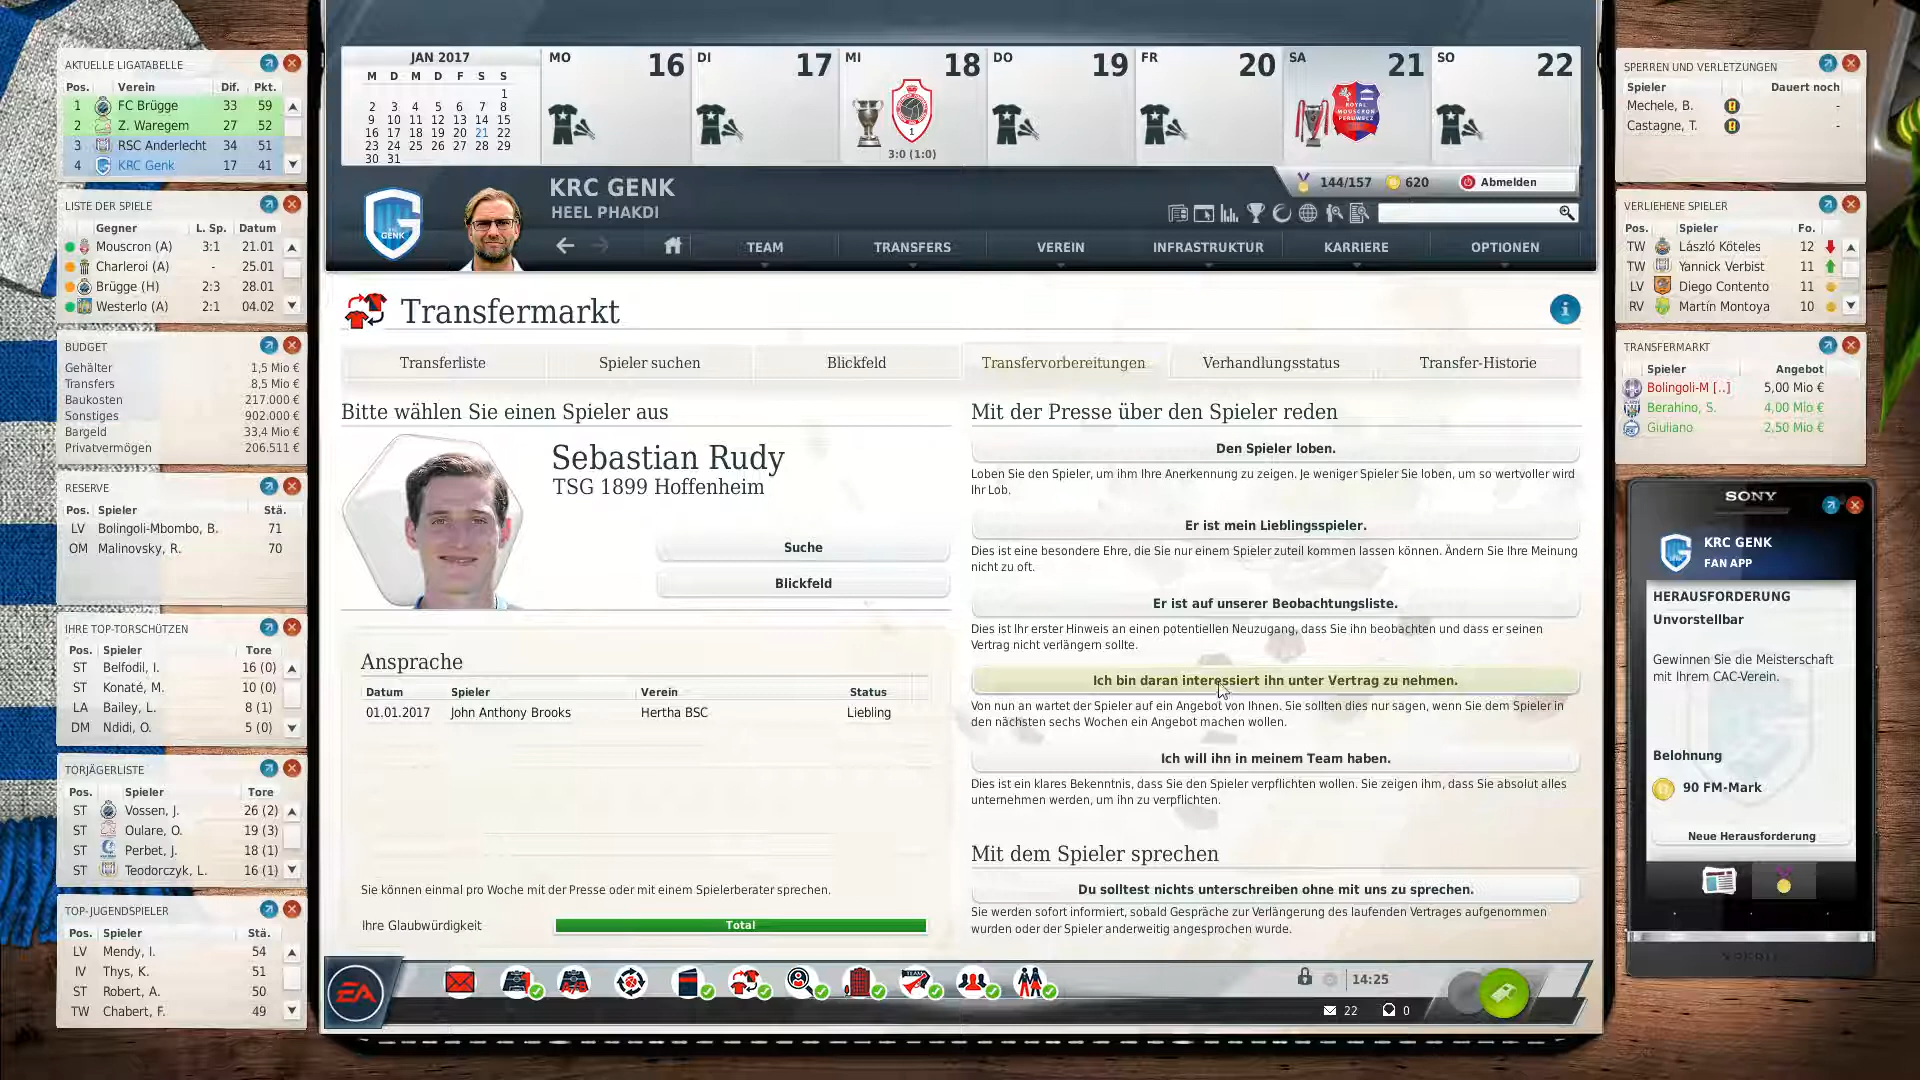 AKTUELLE LIGATABELLE
Pos. Verein Dif. Pkt.
1 FC Brügge 33 59
2 Z. Waregem 27 52
3 RSC Anderlecht 34 51
4 KRC Genk 17 41
LISTE DER SPIELE
Gegner L. Sp. Datum
Mouscron (A) 3:1 21.01
Charleroi (A) - 25.01
Brügge (H) 2:3 28.01
Westerlo (A) 2:1 04.02
BUDGET
Gehälter 1,5 Mio €
Transfers 8,5 Mio €
Baukosten 217.000 €
Sonstiges 902.000 €
Bargeld 33,4 Mio €
Privatvermögen 206.511 €
RESERVE
Pos. Spieler Stä.
LV Bolingoli-Mbombo, B. 71
OM Malinovsky, R. 70
IHRE TOP-TORSCHÜTZEN
Pos. Spieler Tore
ST Belfodil, I. 16 (0)
ST Konaté, M. 10 (0)
LA Bailey, L. 8 (1)
DM Ndidi, O. 5 (0)
TORJÄGERLISTE
Pos. Spieler Tore
ST Vossen, J. 26 (2)
ST Oulare, O. 19 (3)
ST Perbet, J. 18 (1)
ST Teodorczyk, L. 16 (1)
TOP-JUGENDSPIELER
Pos. Spieler Stä.
LV Mendy, I. 54
IV Thys, K. 51
ST Robert, A. 50
TW Chabert, F. 49
JAN 2017
M D M D F S S
1
2 3 4 5 6 7 8
9 10 11 12 13 14 15
16 17 18 19 20 21 22
23 24 25 26 27 28 29
30 31
MO 16
DI 17
MI 18
3:0 (1:0)
DO 19
FR 20
SA 21
ROYAL MOUSCRON PERUWELZ
SO 22
144/157 620 Abmelden
GENK
KRC GENK
HEEL PHAKDI
TEAM TRANSFERS VEREIN INFRASTRUKTUR KARRIERE OPTIONEN
Transfermarkt
Transferliste Spieler suchen Blickfeld Transfervorbereitungen Verhandlungsstatus Transfer-Historie
Bitte wählen Sie einen Spieler aus
Sebastian Rudy
TSG 1899 Hoffenheim
Suche
Blickfeld
Ansprache
Datum Spieler Verein Status
01.01.2017 John Anthony Brooks Hertha BSC Liebling
Sie können einmal pro Woche mit der Presse oder mit einem Spielerberater sprechen.
Ihre Glaubwürdigkeit Total
Mit der Presse über den Spieler reden
Den Spieler loben.
Loben Sie den Spieler, um ihm Ihre Anerkennung zu zeigen. Je weniger Spieler Sie loben, um so wertvoller wird
Ihr Lob.
Er ist mein Lieblingsspieler.
Dies ist eine besondere Ehre, die Sie nur einem Spieler zuteil kommen lassen können. Ändern Sie Ihre Meinung
nicht zu oft.
Er ist auf unserer Beobachtungsliste.
Dies ist Ihr erster Hinweis an einen potentiellen Neuzugang, dass Sie ihn beobachten und dass er seinen
Vertrag nicht verlängern sollte.
Ich bin daran interessiert ihn unter Vertrag zu nehmen.
Von nun an wartet der Spieler auf ein Angebot von Ihnen. Sie sollten dies nur sagen, wenn Sie dem Spieler in
den nächsten sechs Wochen ein Angebot machen wollen.
Ich will ihn in meinem Team haben.
Dies ist ein klares Bekenntnis, dass Sie den Spieler verpflichten wollen. Sie zeigen ihm, dass Sie absolut alles
unternehmen werden, um ihn zu verpflichten.
Mit dem Spieler sprechen
Du solltest nichts unterschreiben ohne mit uns zu sprechen.
Sie werden sofort informiert, sobald Gespräche zur Verlängerung des laufenden Vertrages aufgenommen
wurden oder der Spieler anderweitig angesprochen wurde.
EA
14:25
22 0
SPERREN UND VERLETZUNGEN
Spieler Dauert noch
Mechele, B. -
Castagne, T. -
VERLIEHENE SPIELER
Pos. Spieler Fo.
TW László Köteles 12
TW Yannick Verbist 11
LV Diego Contento 11
RV Martín Montoya 10
TRANSFERMARKT
Spieler Angebot
Bolingoli-M [..] 5,00 Mio €
Berahino, S. 4,00 Mio €
Giuliano 2,50 Mio €
SONY
KRC GENK
FAN APP
HERAUSFORDERUNG
Unvorstellbar
Gewinnen Sie die Meisterschaft
mit Ihrem CAC-Verein.
Belohnung
90 FM-Mark
Neue Herausforderung